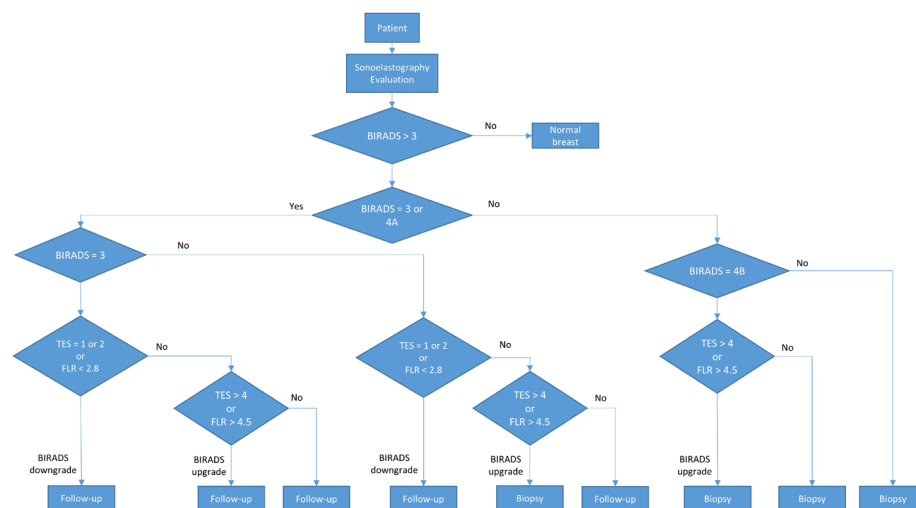 Patient
Sonoelastography
Evaluation
BIRADS > 3
No
Normal
breast
BIRADS = 3 or
4A
Yes
No
BIRADS = 3
No
BIRADS = 4B
No
TES = 1 or 2
or
FLR < 2.8
No
TES > 4
or
FLR > 4.5
No
TES = 1 or 2
or
FLR < 2.8
No
TES > 4
or
FLR > 4.5
No
TES > 4
or
FLR > 4.5
No
BIRADS
downgrade
BIRADS
upgrade
BIRADS
downgrade
BIRADS
upgrade
BIRADS
upgrade
Follow-up
Follow-up
Follow-up
Follow-up
Biopsy
Follow-up
Biopsy
Biopsy
Biopsy